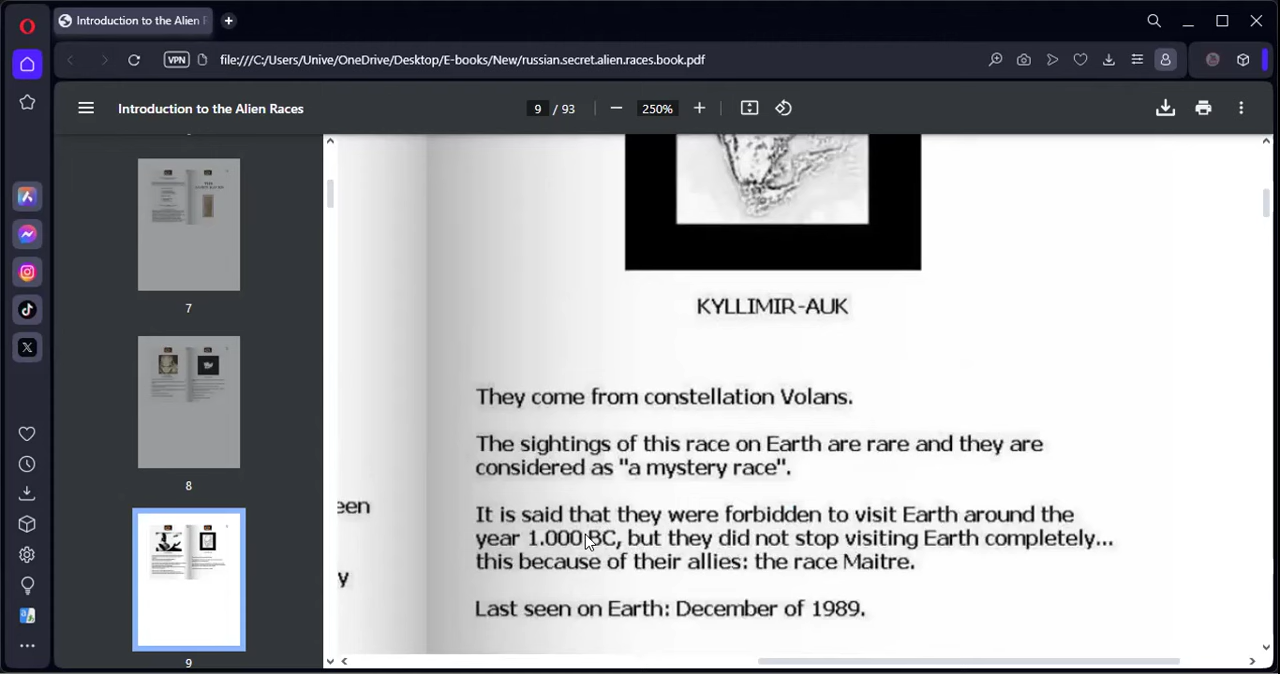 Introduction to the Alien R
VPN
file:///C:/Users/Unive/OneDrive/Desktop/E-books/New/russian.secret.alien.races.book.pdf
Introduction to the Alien Races
9 / 93
250%
7
8
9
KYLLIMIR-AUK
They come from constellation Volans.
The sightings of this race on Earth are rare and they are
considered as "a mystery race".
een
It is said that they were forbidden to visit Earth around the
year 1.000 BC, but they did not stop visiting Earth completely...
this because of their allies: the race Maitre.
y
Last seen on Earth: December of 1989.